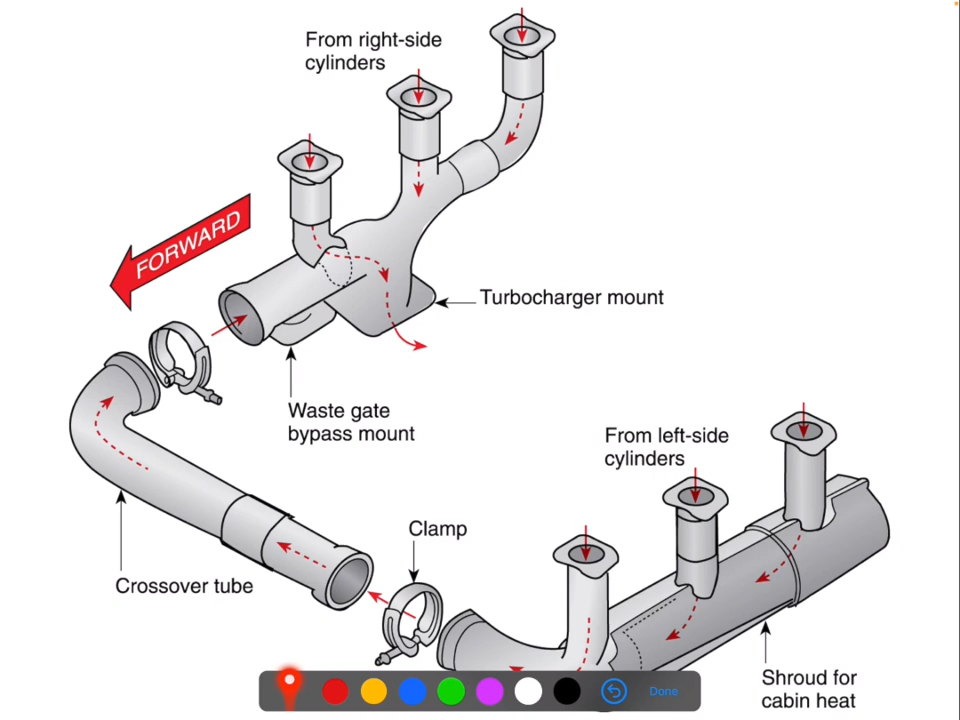 From right-side
cylinders
FORWARD
Turbocharger mount
Waste gate
bypass mount
From left-side
cylinders
Clamp
Crossover tube
Shroud for
cabin heat
Done